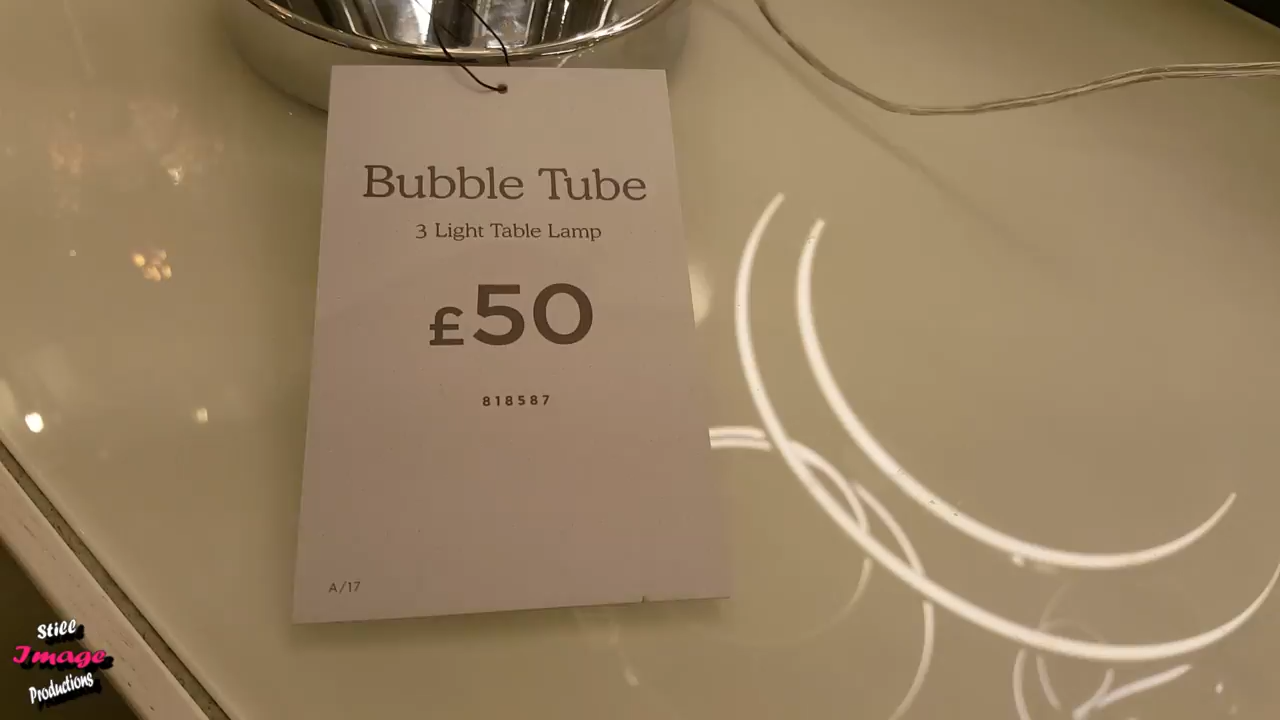 Bubble Tube
3 Light Table Lamp
£50
818587
A/17
Still
Image
Productions